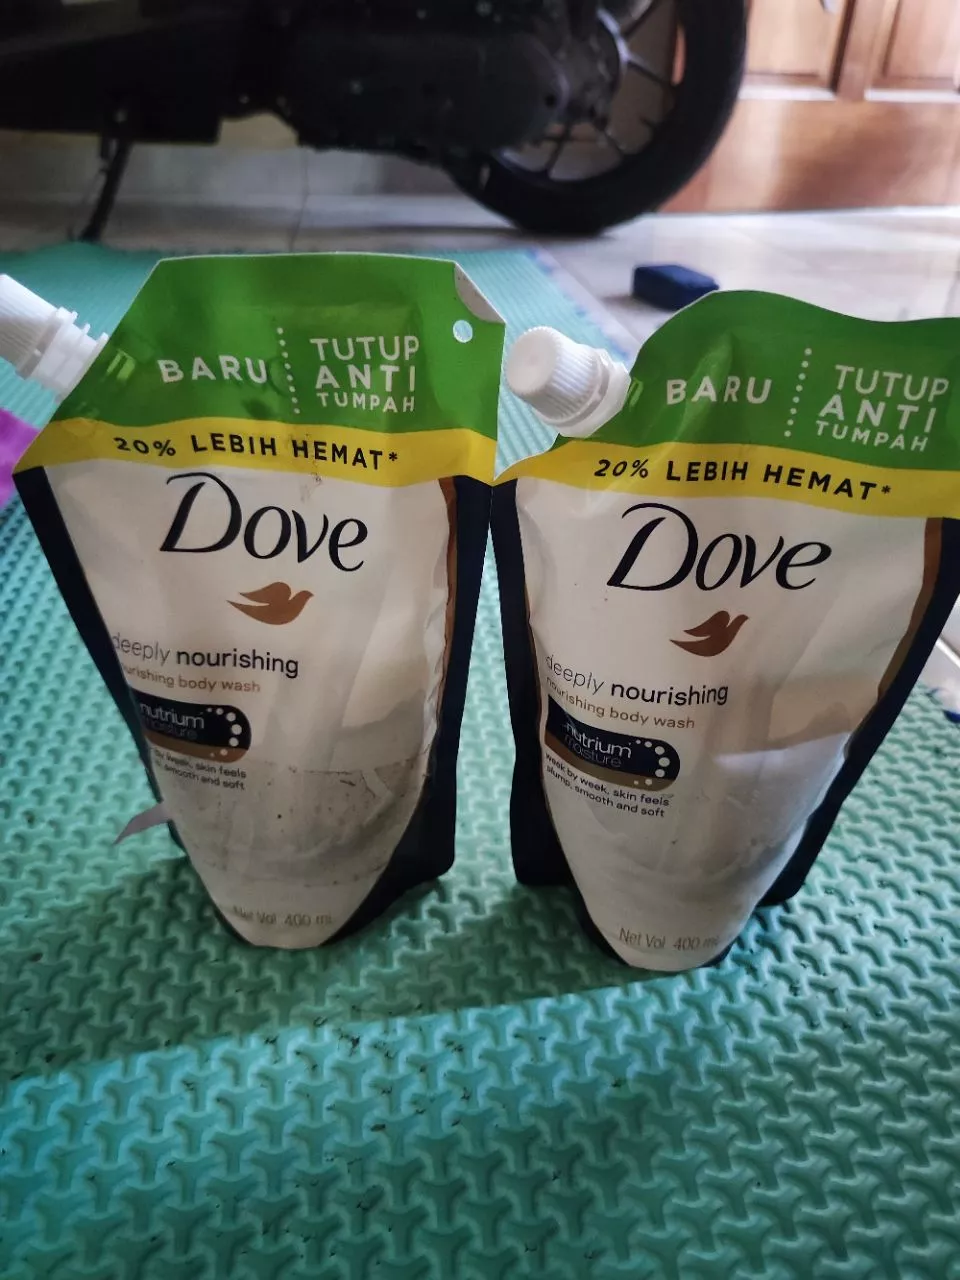 BARU
TUTUP
ANTI
TUMPAH
20% LEBIH HEMAT*
Dove
deeply nourishing
nourishing body wash
nutrium
moisture
by week, skin feels
smooth and soft
Net Vol 400 ml
BARU
TUTUP
ANTI
TUMPAH
20% LEBIH HEMAT*
Dove
deeply nourishing
nourishing body wash
nutrium
moisture
week by week, skin feels
plump, smooth and soft
Net Vol 400 ml